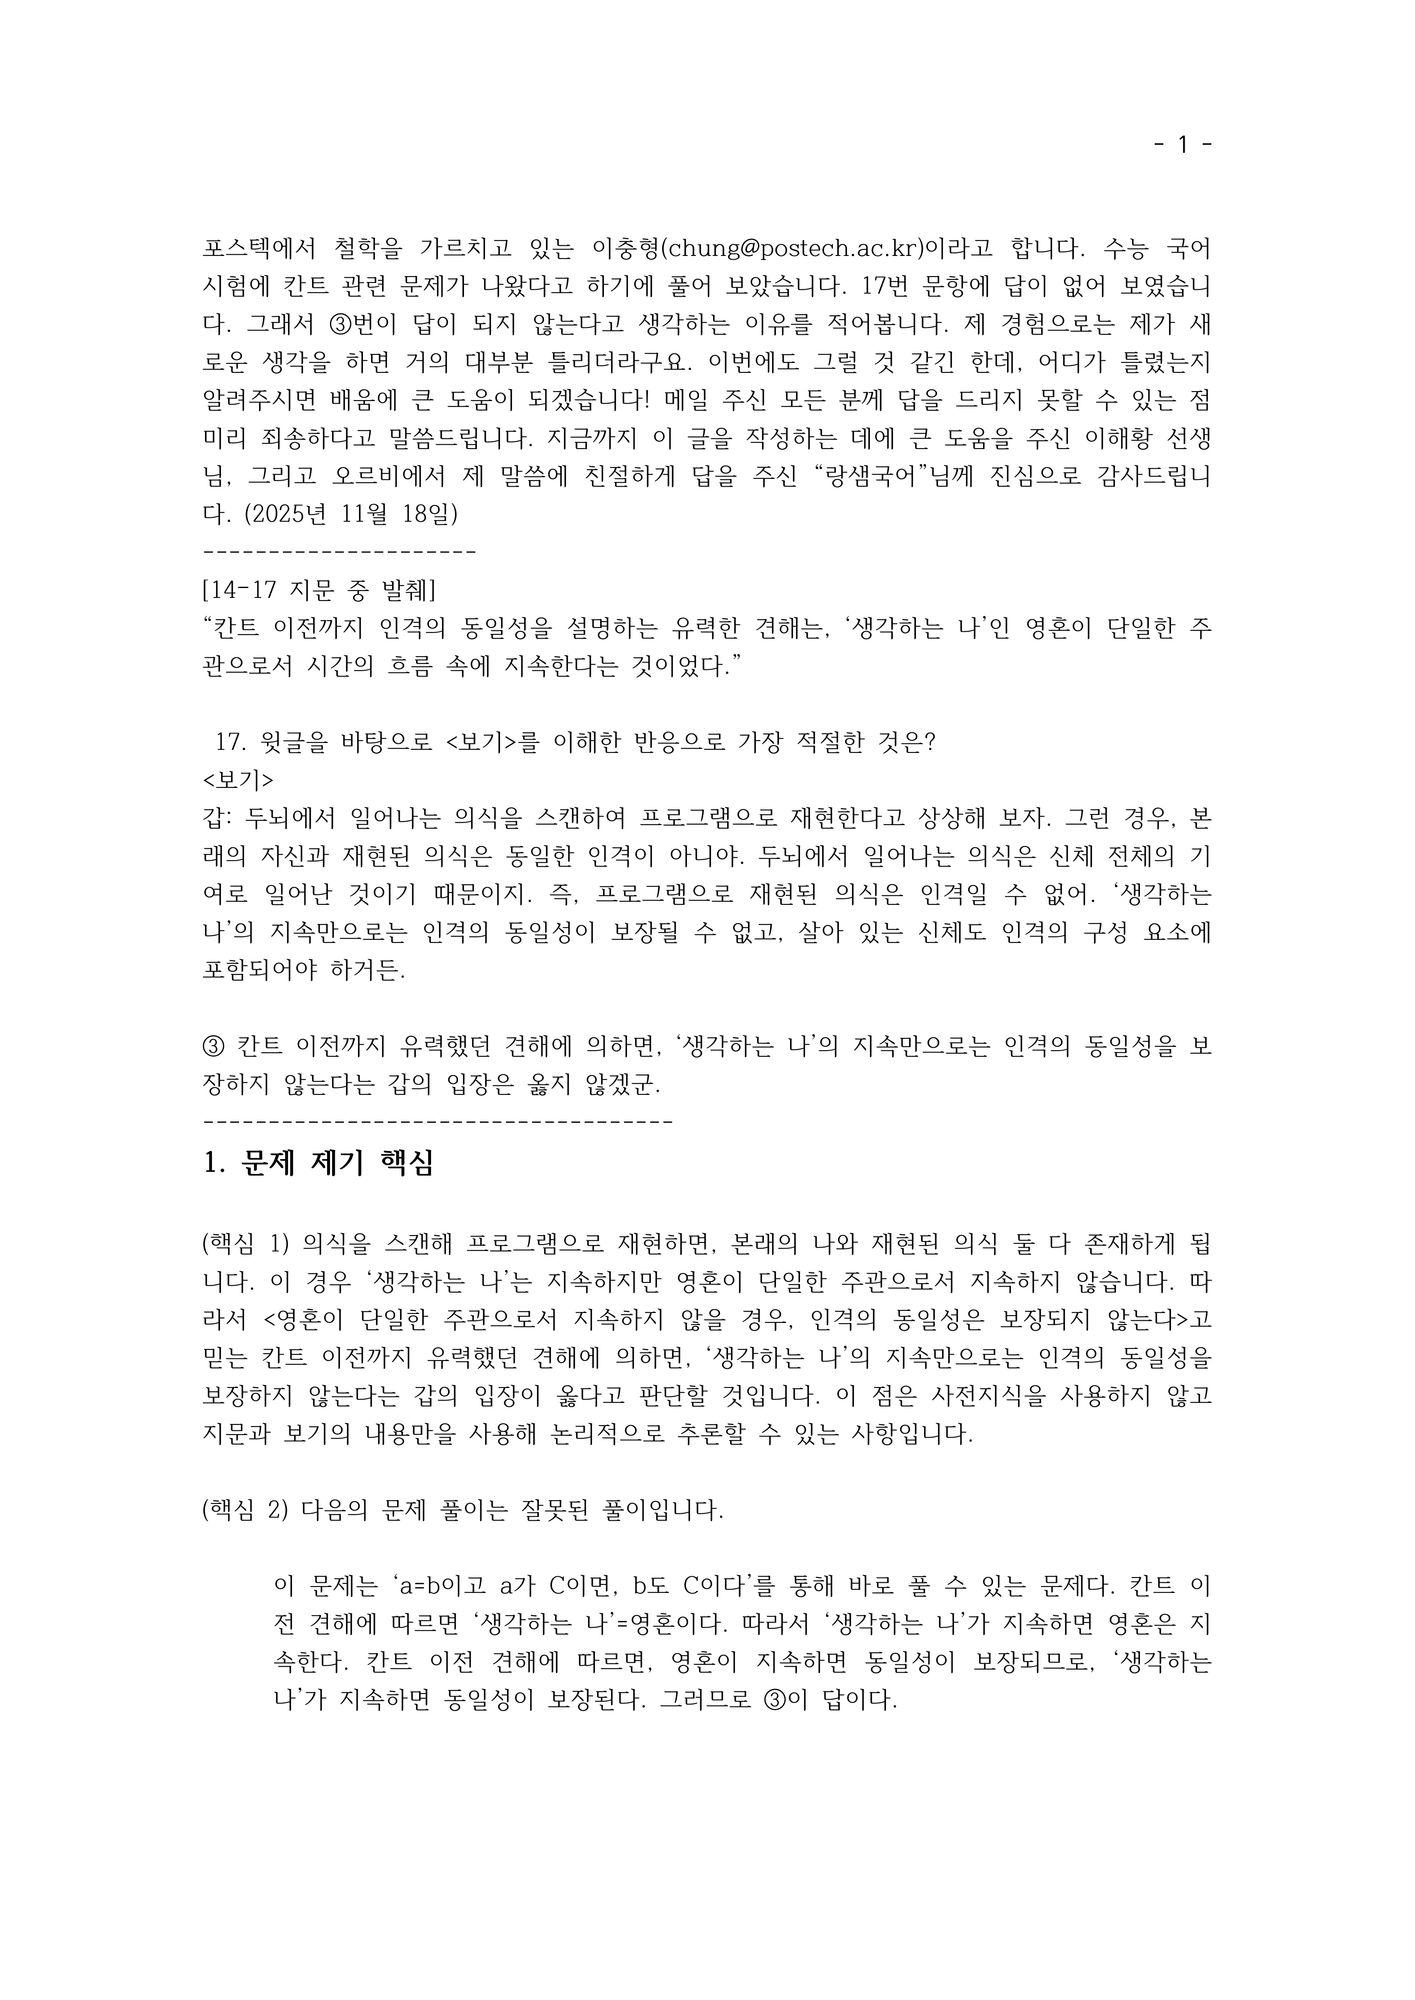 - 1 -
포스텍에서 철학을 가르치고 있는 이충형(chung@postech.ac.kr)이라고 합니다. 수능 국어
시험에 칸트 관련 문제가 나왔다고 하기에 풀어 보았습니다. 17번 문항에 답이 없어 보였습니
다. 그래서 ③번이 답이 되지 않는다고 생각하는 이유를 적어봅니다. 제 경험으로는 제가 새
로운 생각을 하면 거의 대부분 틀리더라구요. 이번에도 그럴 것 같긴 한데, 어디가 틀렸는지
알려주시면 배움에 큰 도움이 되겠습니다! 메일 주신 모든 분께 답을 드리지 못할 수 있는 점
미리 죄송하다고 말씀드립니다. 지금까지 이 글을 작성하는 데에 큰 도움을 주신 이해황 선생
님, 그리고 오르비에서 제 말씀에 친절하게 답을 주신 “랑샘국어”님께 진심으로 감사드립니
다. (2025년 11월 18일)
---------------------
[14-17 지문 중 발췌]
“칸트 이전까지 인격의 동일성을 설명하는 유력한 견해는, ‘생각하는 나’인 영혼이 단일한 주
관으로서 시간의 흐름 속에 지속한다는 것이었다.”
17. 윗글을 바탕으로 <보기>를 이해한 반응으로 가장 적절한 것은?
<보기>
갑: 두뇌에서 일어나는 의식을 스캔하여 프로그램으로 재현한다고 상상해 보자. 그런 경우, 본
래의 자신과 재현된 의식은 동일한 인격이 아니야. 두뇌에서 일어나는 의식은 신체 전체의 기
여로 일어난 것이기 때문이지. 즉, 프로그램으로 재현된 의식은 인격일 수 없어. ‘생각하는
나’의 지속만으로는 인격의 동일성이 보장될 수 없고, 살아 있는 신체도 인격의 구성 요소에
포함되어야 하거든.
③ 칸트 이전까지 유력했던 견해에 의하면, ‘생각하는 나’의 지속만으로는 인격의 동일성을 보
장하지 않는다는 갑의 입장은 옳지 않겠군.
------------------------------------
1. 문제 제기 핵심
(핵심 1) 의식을 스캔해 프로그램으로 재현하면, 본래의 나와 재현된 의식 둘 다 존재하게 됩
니다. 이 경우 ‘생각하는 나’는 지속하지만 영혼이 단일한 주관으로서 지속하지 않습니다. 따
라서 <영혼이 단일한 주관으로서 지속하지 않을 경우, 인격의 동일성은 보장되지 않는다>고
믿는 칸트 이전까지 유력했던 견해에 의하면, ‘생각하는 나’의 지속만으로는 인격의 동일성을
보장하지 않는다는 갑의 입장이 옳다고 판단할 것입니다. 이 점은 사전지식을 사용하지 않고
지문과 보기의 내용만을 사용해 논리적으로 추론할 수 있는 사항입니다.
(핵심 2) 다음의 문제 풀이는 잘못된 풀이입니다.
이 문제는 ‘a=b이고 a가 C이면, b도 C이다’를 통해 바로 풀 수 있는 문제다. 칸트 이
전 견해에 따르면 ‘생각하는 나’=영혼이다. 따라서 ‘생각하는 나’가 지속하면 영혼은 지
속한다. 칸트 이전 견해에 따르면, 영혼이 지속하면 동일성이 보장되므로, ‘생각하는
나’가 지속하면 동일성이 보장된다. 그러므로 ③이 답이다.